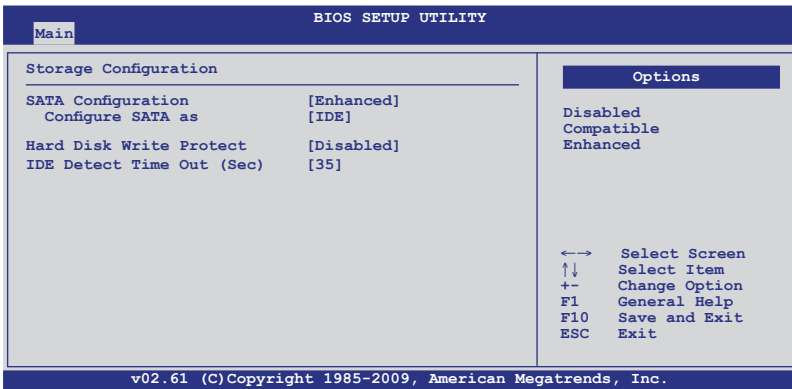 BIOS SETUP UTILITY
Main
Storage Configuration
SATA Configuration [Enhanced]
Configure SATA as [IDE]
Hard Disk Write Protect [Disabled]
IDE Detect Time Out (Sec) [35]
Options
Disabled
Compatible
Enhanced
←→ Select Screen
↑↓ Select Item
+- Change Option
F1 General Help
F10 Save and Exit
ESC Exit
v02.61 (C)Copyright 1985-2009, American Megatrends, Inc.